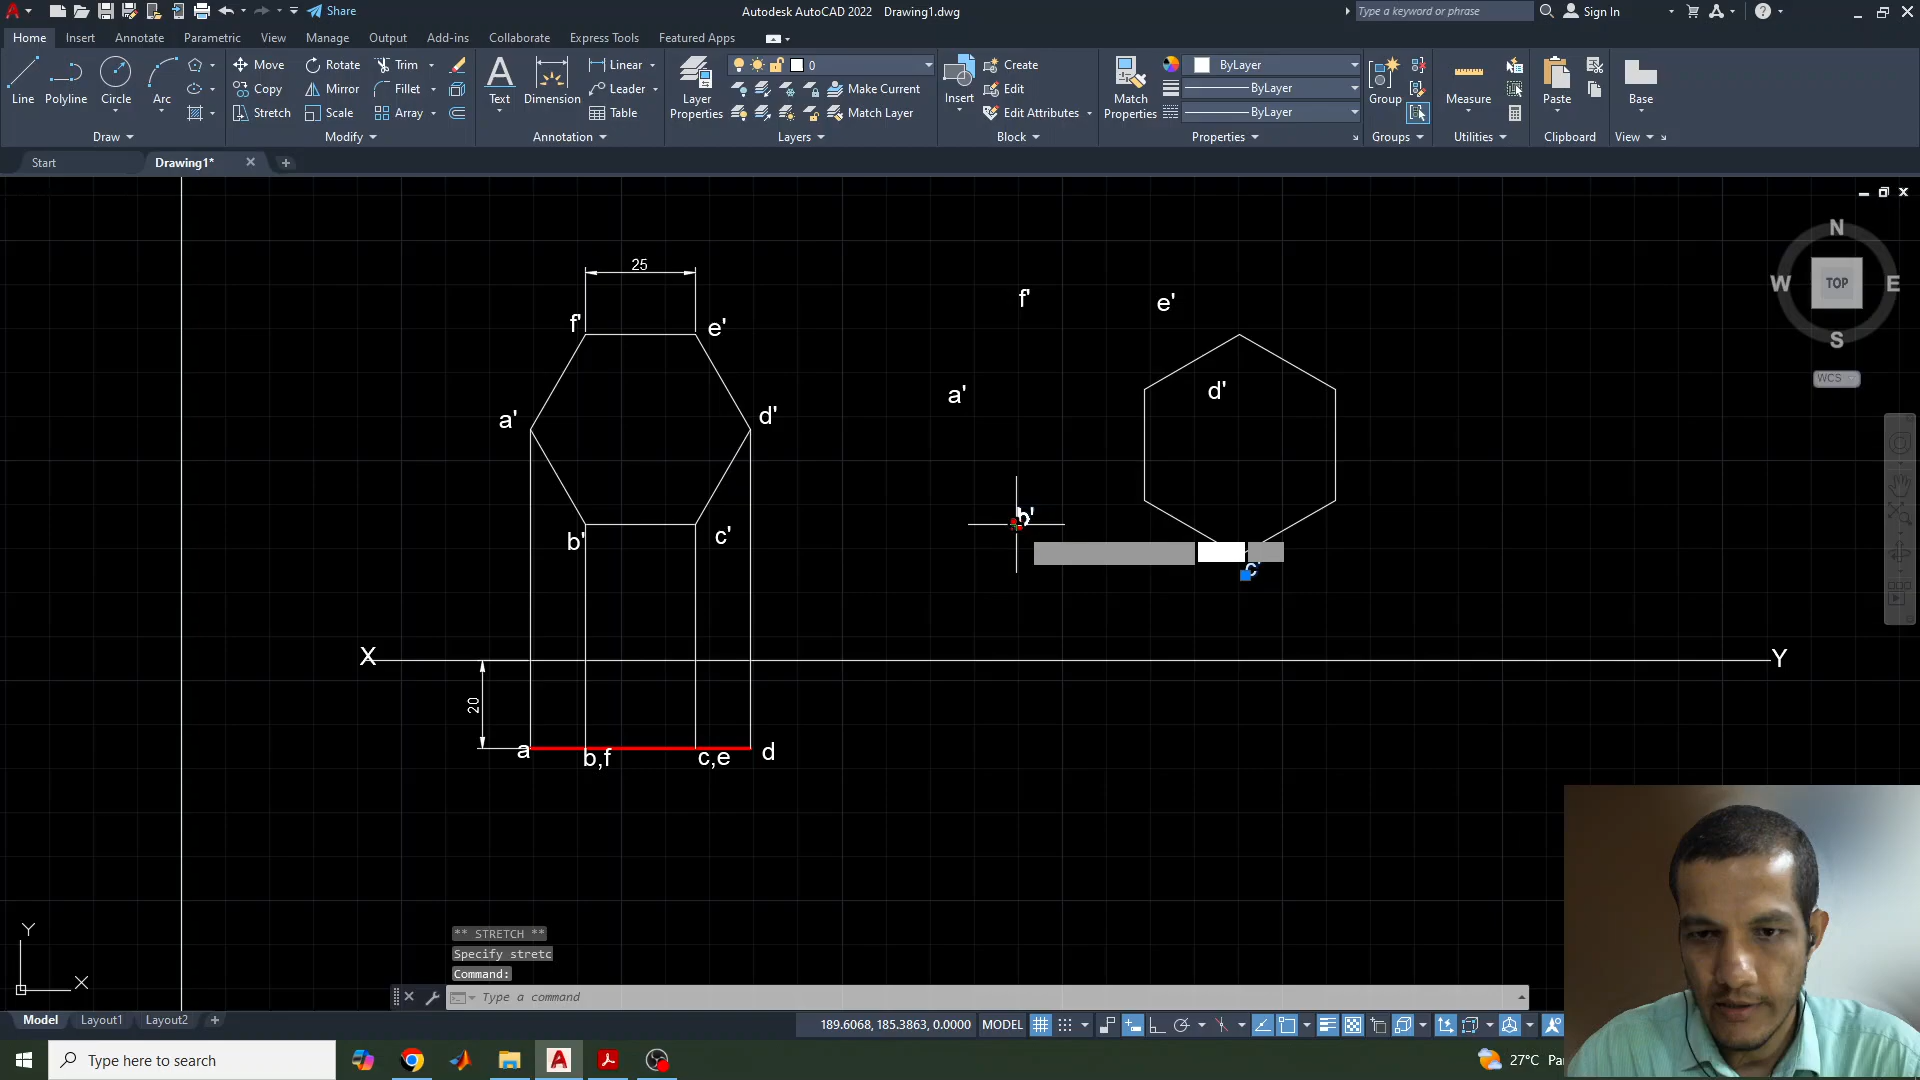 Share
Autodesk AutoCAD 2022 Drawing1.dwg
Type a keyword or phrase
Sign In
Home Insert Annotate Parametric View Manage Output Add-ins Collaborate Express Tools Featured Apps
Line Polyline Circle Arc
Move Rotate Trim
Copy Mirror Fillet
Stretch Scale Array
Text Dimension
Linear
Leader
Table
Layer Properties
0
Make Current
Match Layer
Insert
Create
Edit
Edit Attributes
Match Properties
ByLayer
ByLayer
ByLayer
Group
Measure
Paste
Base
Draw Modify Annotation Layers Block Properties Groups Utilities Clipboard View
Start Drawing1*
N
W TOP E
S
WCS
25
f' e' f' e'
a' d' a' d'
b' c' b' c'
X Y
20
a b,f c,e d
** STRETCH **
Specify stretc
Command:
Y
X
Type a command
Model Layout1 Layout2
189.6068, 185.3863, 0.0000 MODEL
Type here to search
27°C